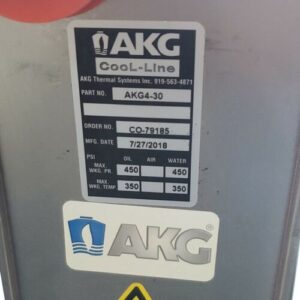 AKG
CooL-Line
AKG Thermal Systems Inc. 919-563-4871
PART NO. AKG4-30
ORDER NO. CO-79185
MFG. DATE 7/27/2018
PSI OIL AIR WATER
MAX. WKG. PR 450 450
MAX. WKG. TEMP 350 350
AKG®